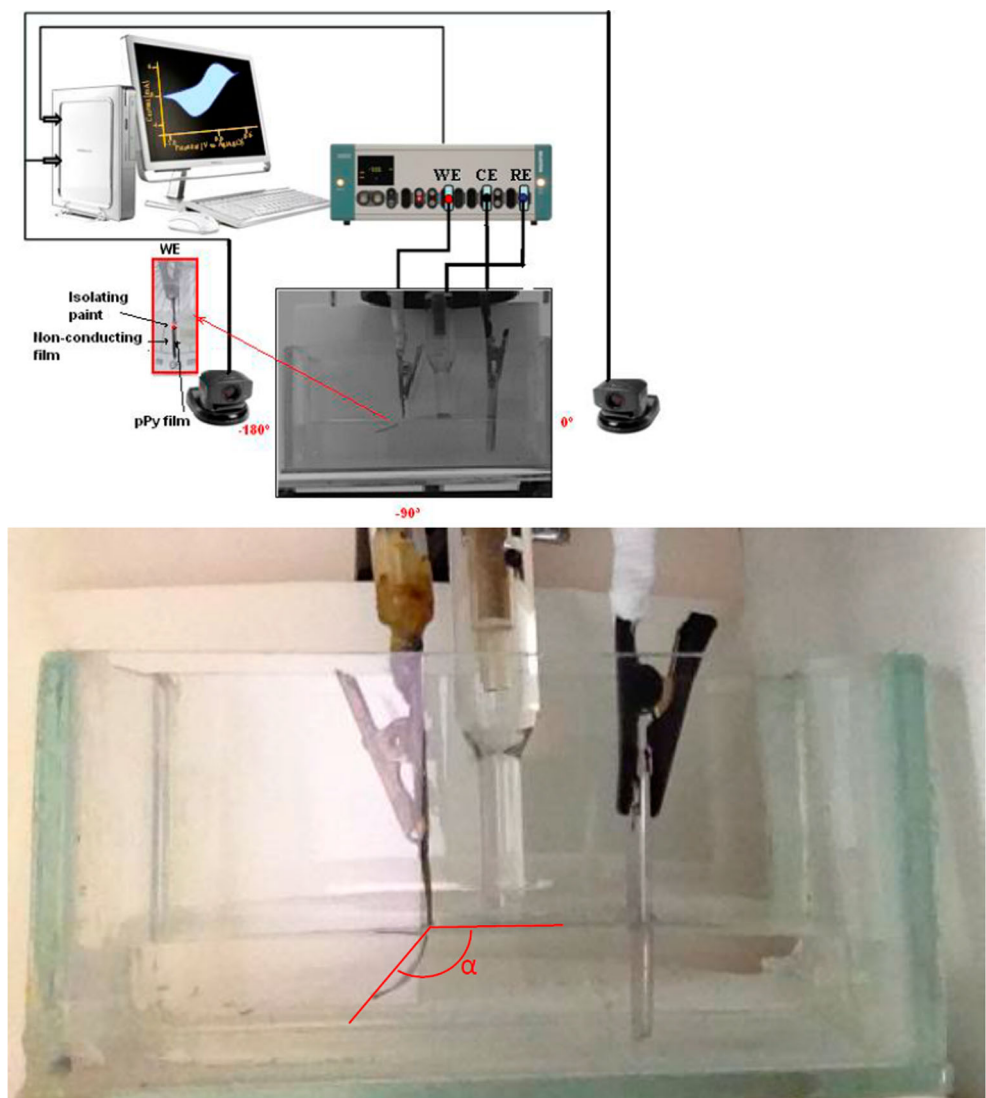 WE CE RE
WE
Isolating
paint
Non-conducting
film
pPy film
-180°
0°
-90°
α